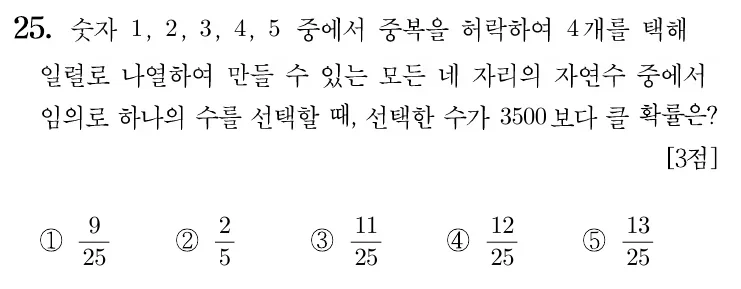 25. 숫자 1, 2, 3, 4, 5 중에서 중복을 허락하여 4개를 택해
일렬로 나열하여 만들 수 있는 모든 네 자리의 자연수 중에서
임의로 하나의 수를 선택할 때, 선택한 수가 3500보다 클 확률은?
[3점]
① 9/25 ② 2/5 ③ 11/25 ④ 12/25 ⑤ 13/25